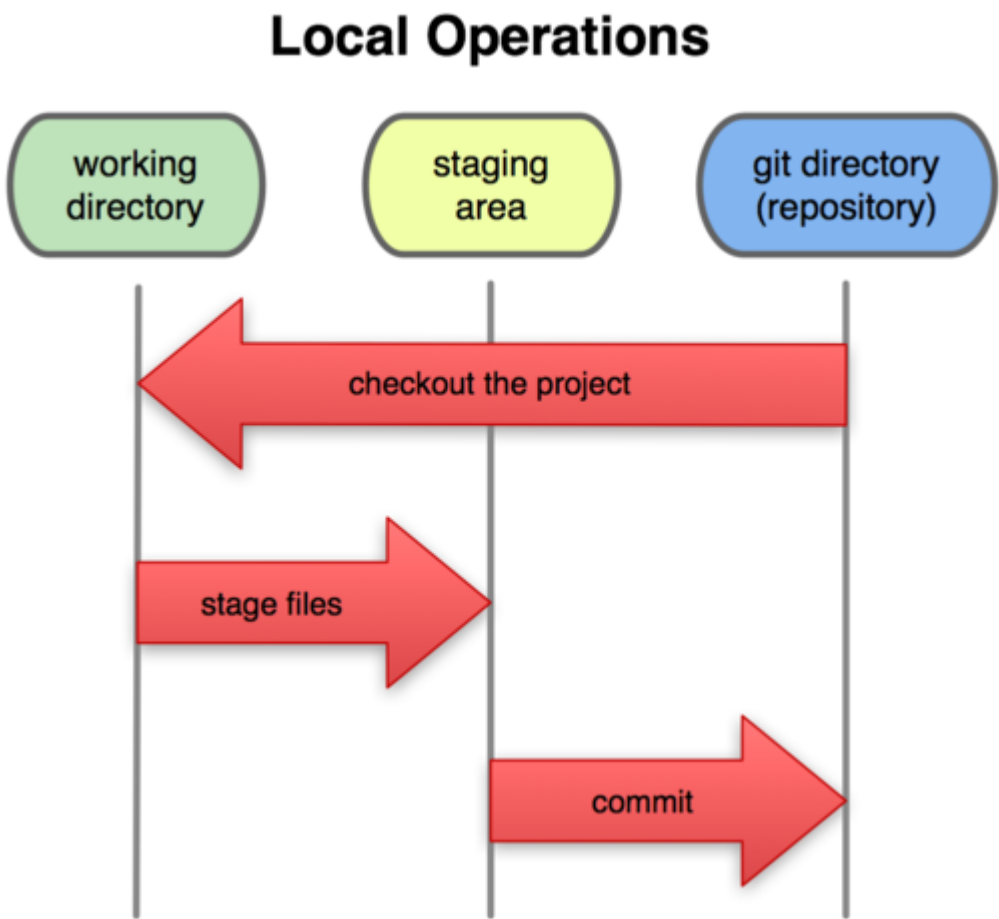 Local Operations
working
directory
staging
area
git directory
(repository)
checkout the project
stage files
commit